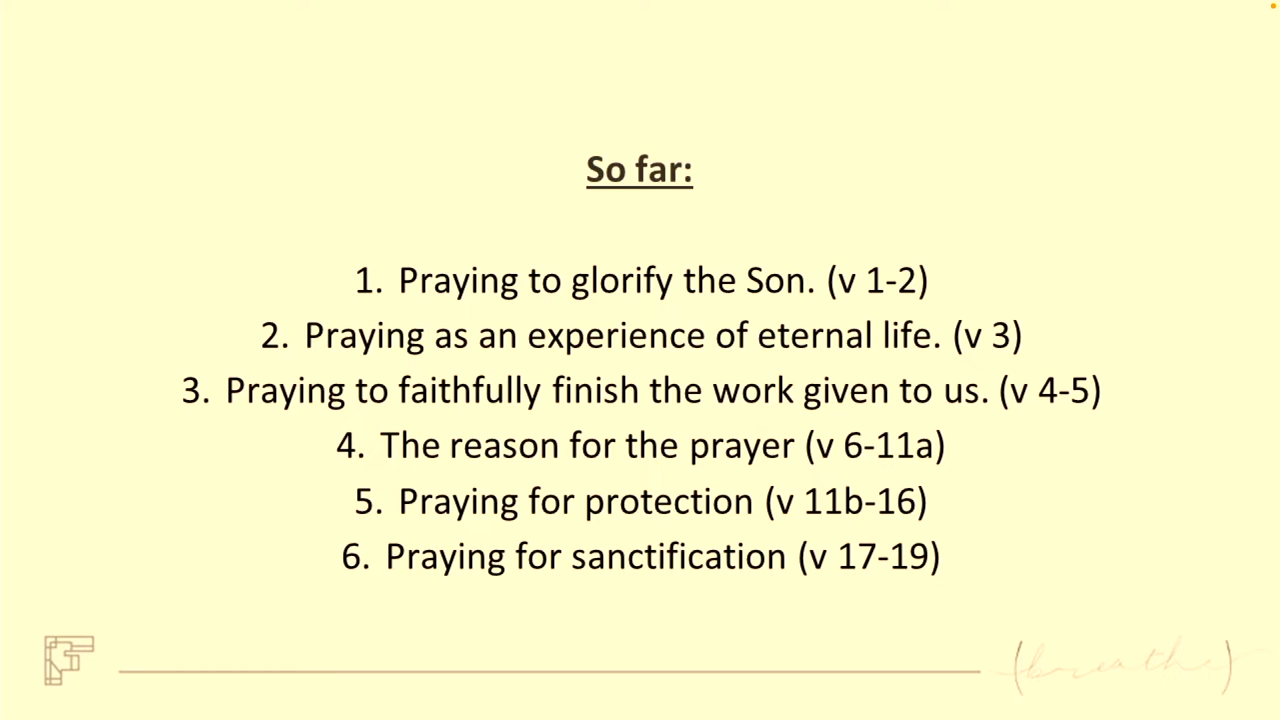 So far:
1. Praying to glorify the Son. (v 1-2)
2. Praying as an experience of eternal life. (v 3)
3. Praying to faithfully finish the work given to us. (v 4-5)
4. The reason for the prayer (v 6-11a)
5. Praying for protection (v 11b-16)
6. Praying for sanctification (v 17-19)
(breathe)